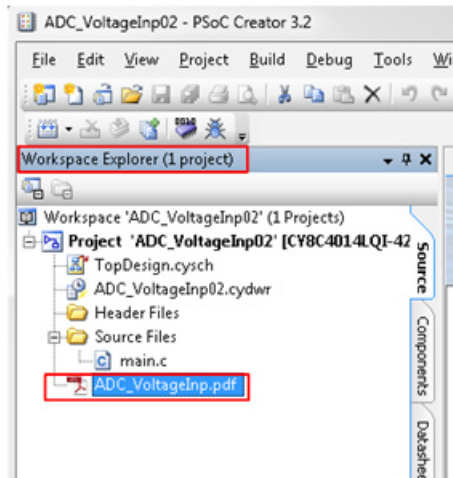 ADC_VoltageInp02 - PSoC Creator 3.2
File Edit View Project Build Debug Tools
Workspace Explorer (1 project)
Workspace 'ADC_VoltageInp02' (1 Projects)
Project 'ADC_VoltageInp02' [CY8C4014LQI-42
TopDesign.cysch
ADC_VoltageInp02.cydwr
Header Files
Source Files
main.c
ADC_VoltageInp.pdf
Source
Components